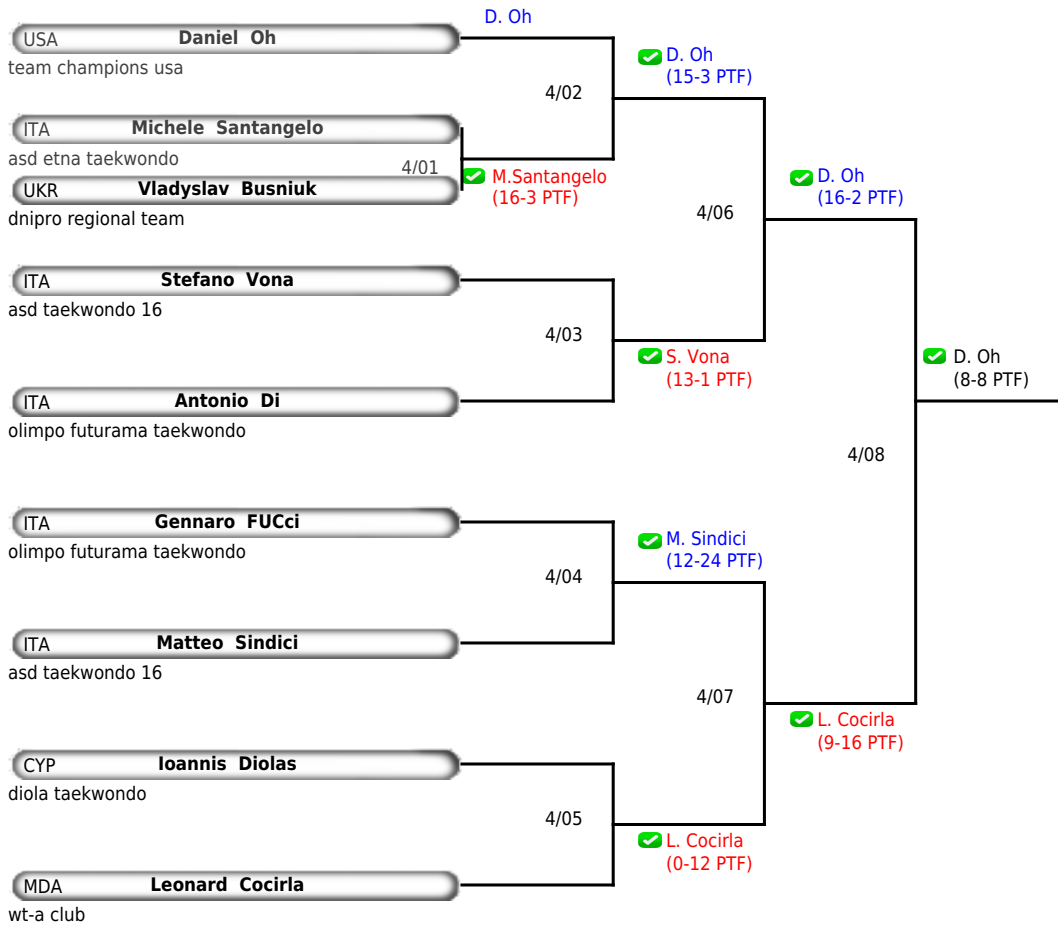 D. Oh
USA Daniel Oh
team champions usa
D. Oh
(15-3 PTF)
4/02
ITA Michele Santangelo
asd etna taekwondo
4/01
M.Santangelo
(16-3 PTF)
UKR Vladyslav Busniuk
dnipro regional team
D. Oh
(16-2 PTF)
4/06
ITA Stefano Vona
asd taekwondo 16
4/03
S. Vona
(13-1 PTF)
D. Oh
(8-8 PTF)
ITA Antonio Di
olimpo futurama taekwondo
4/08
ITA Gennaro FUCci
olimpo futurama taekwondo
M. Sindici
(12-24 PTF)
4/04
ITA Matteo Sindici
asd taekwondo 16
4/07
L. Cocirla
(9-16 PTF)
CYP Ioannis Diolas
diola taekwondo
4/05
L. Cocirla
(0-12 PTF)
MDA Leonard Cocirla
wt-a club